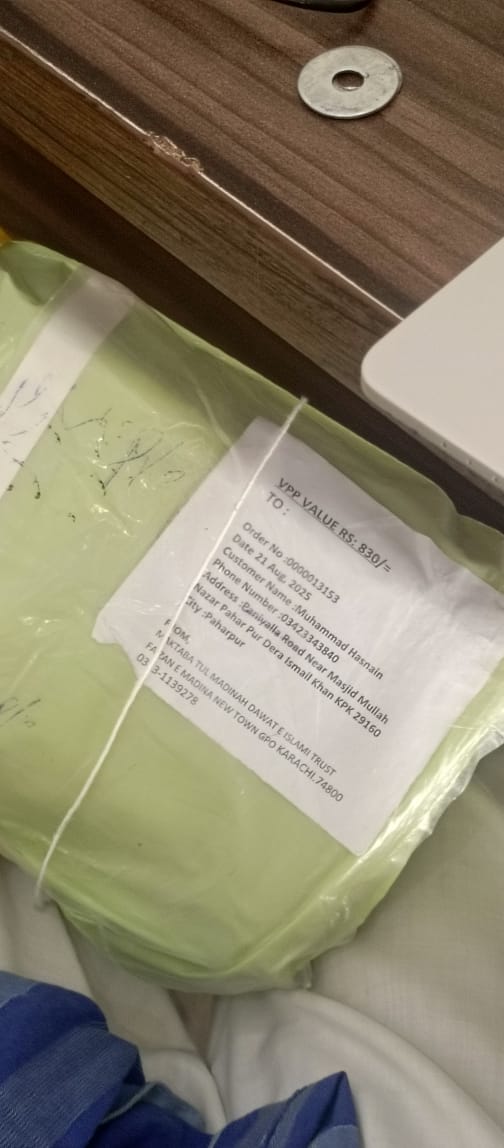 VPP VALUE RS: 830/=
TO :
Order No :0000013153
Date 21 Aug, 2025
Customer Name :Muhammad Hasnain
Phone Number :03423343840
Address :Baniyalla Road Near Masjid Mullah
Nazar Pahar Pur Dera Ismail Khan KPK 29160
City :Paharpur
FROM,
MAKTABA TUL MADINAH DAWAT E ISLAMI TRUST
FAIZAN E MADINA NEW TOWN GPO KARACHI.74800
-1139278